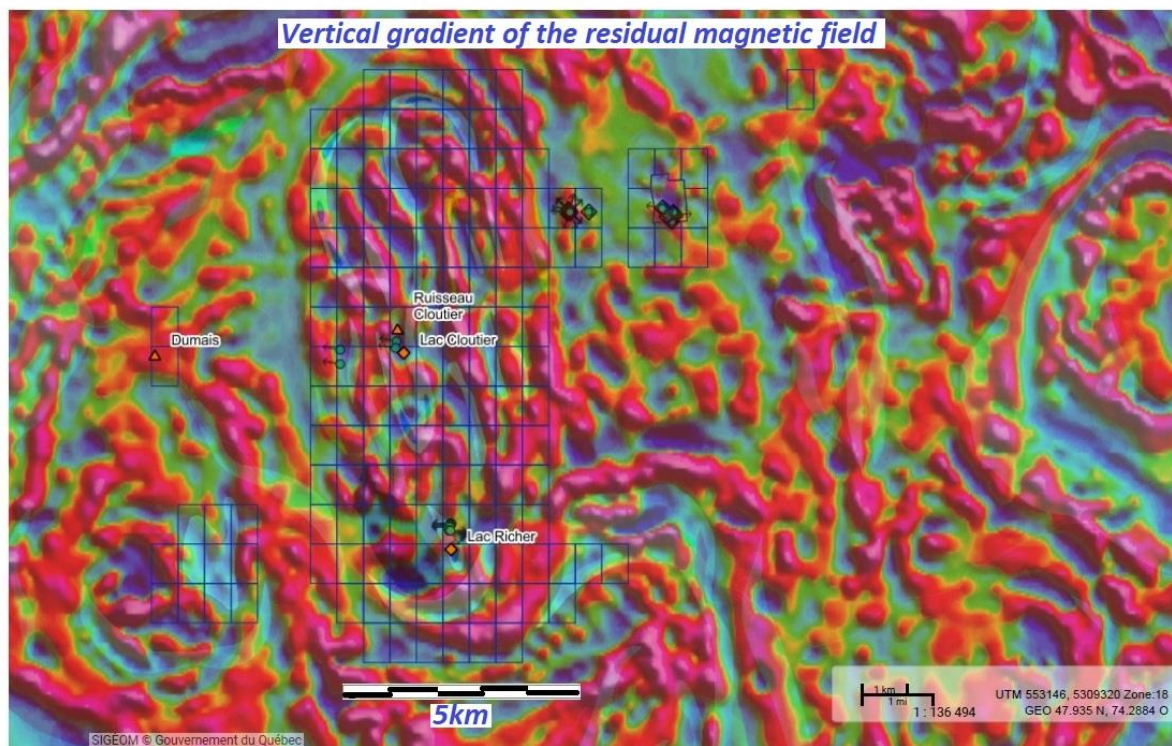 Vertical gradient of the residual magnetic field
Ruisseau
Cloutier
Lac Cloutier
Dumais
Lac Richer
5km
1 km
1 mi
1 : 136 494
UTM 553146, 5309320 Zone:18
GEO 47.935 N, 74.2884 O
SIGÉOM © Gouvernement du Québec